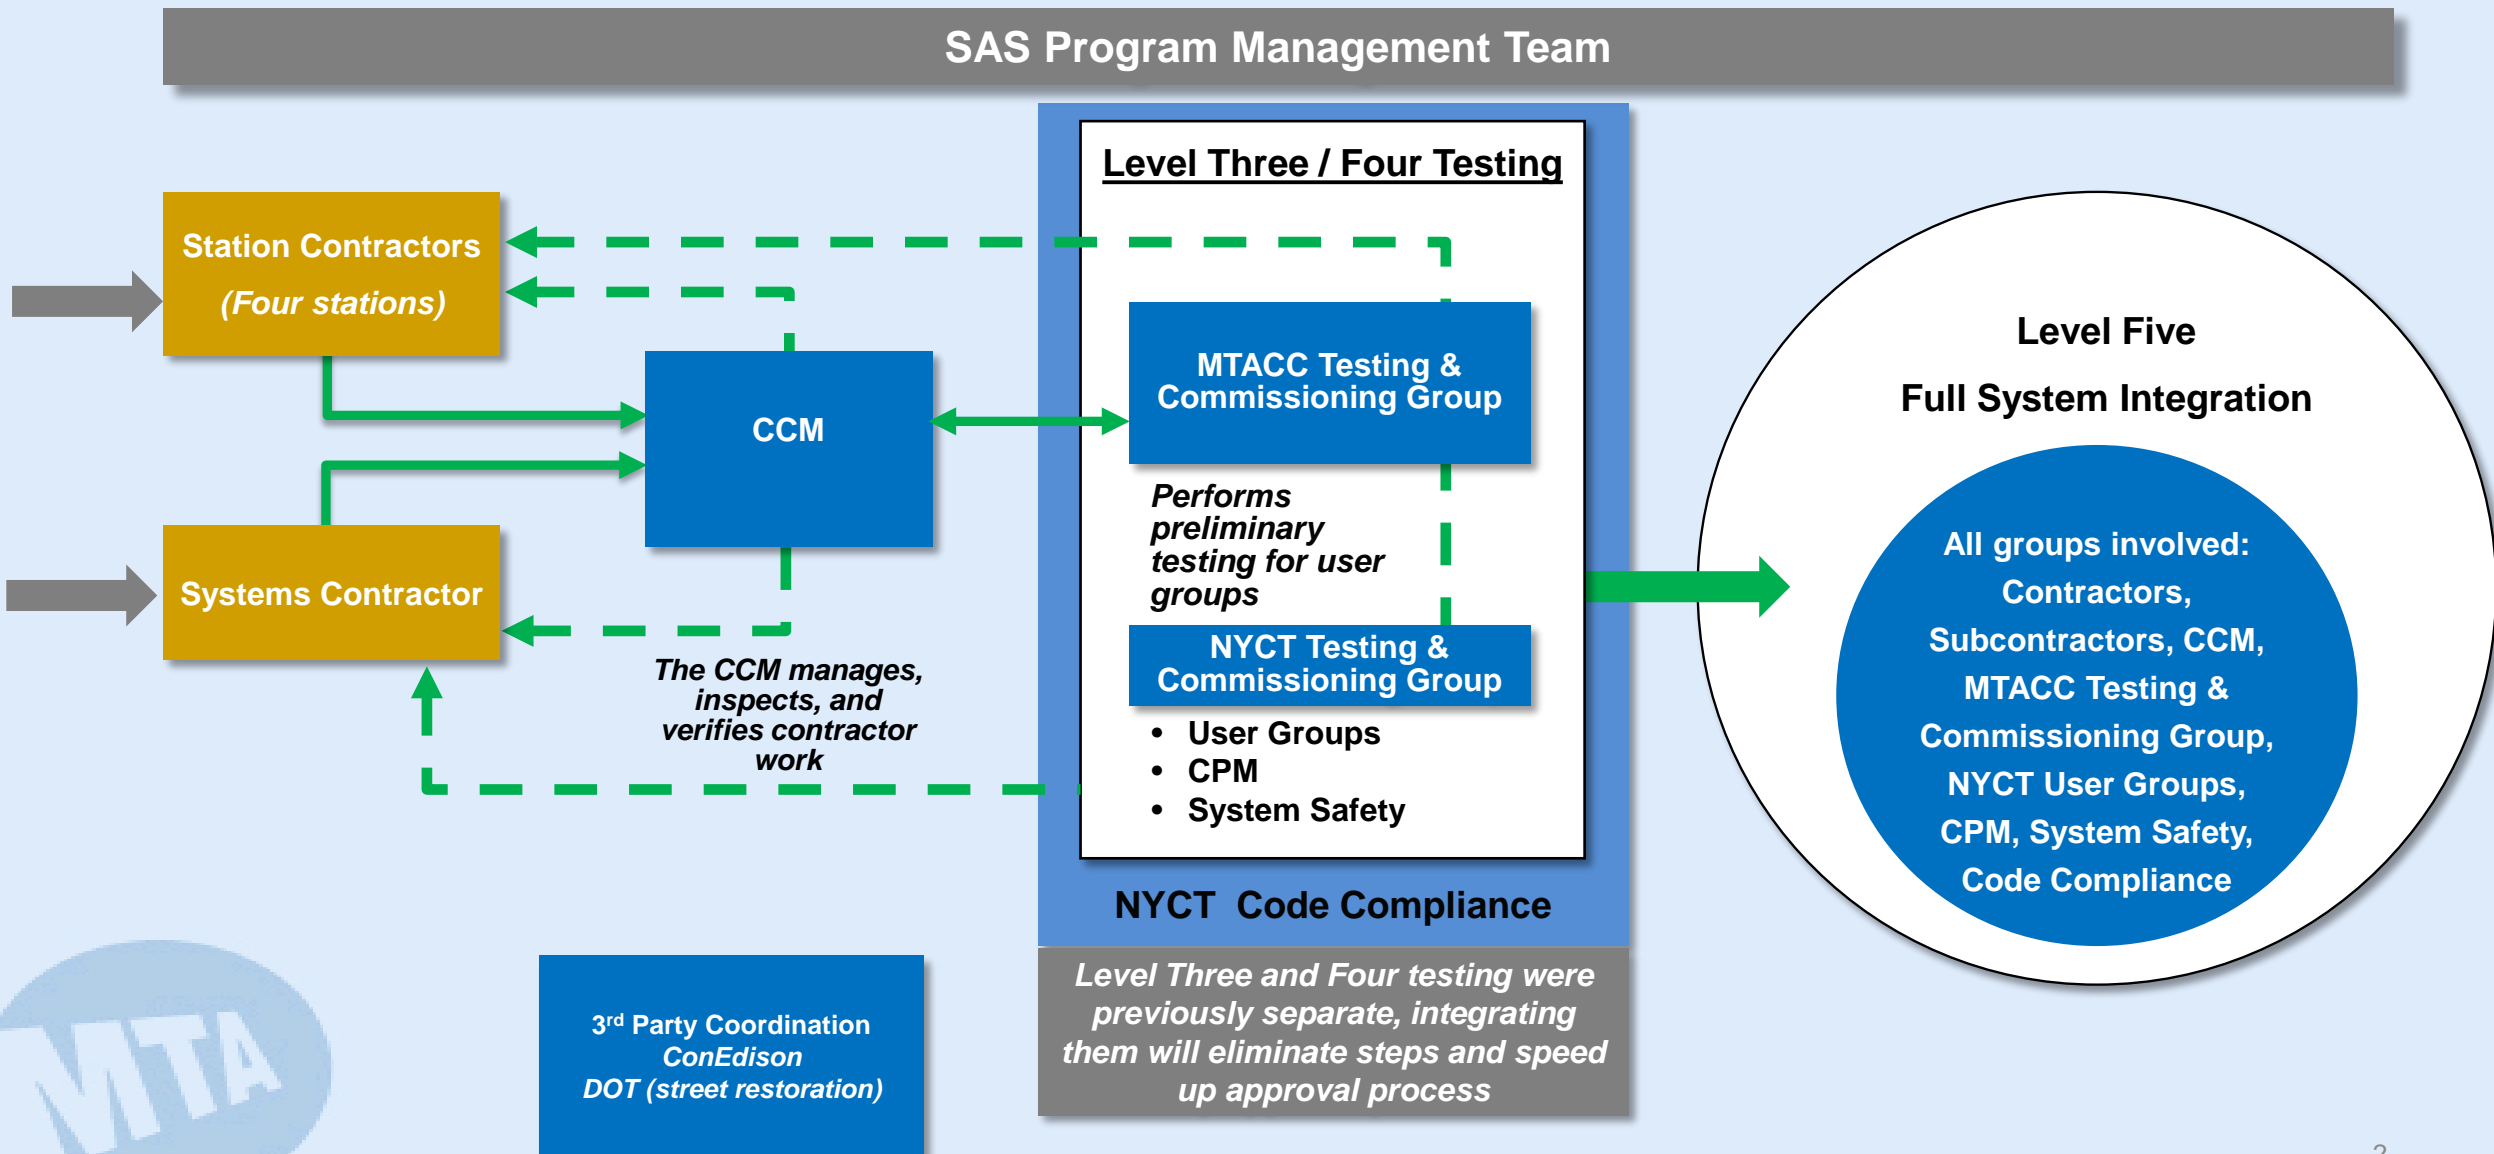 SAS Program Management Team
Station Contractors
(Four stations)
Systems Contractor
CCM
The CCM manages,
inspects, and
verifies contractor
work
Level Three / Four Testing
MTACC Testing &
Commissioning Group
Performs
preliminary
testing for user
groups
NYCT Testing &
Commissioning Group
• User Groups
• CPM
• System Safety
NYCT  Code Compliance
Level Three and Four testing were
previously separate, integrating
them will eliminate steps and speed
up approval process
Level Five
Full System Integration
All groups involved:
Contractors,
Subcontractors, CCM,
MTACC Testing &
Commissioning Group,
NYCT User Groups,
CPM, System Safety,
Code Compliance
3rd Party Coordination
ConEdison
DOT (street restoration)
MTA
2